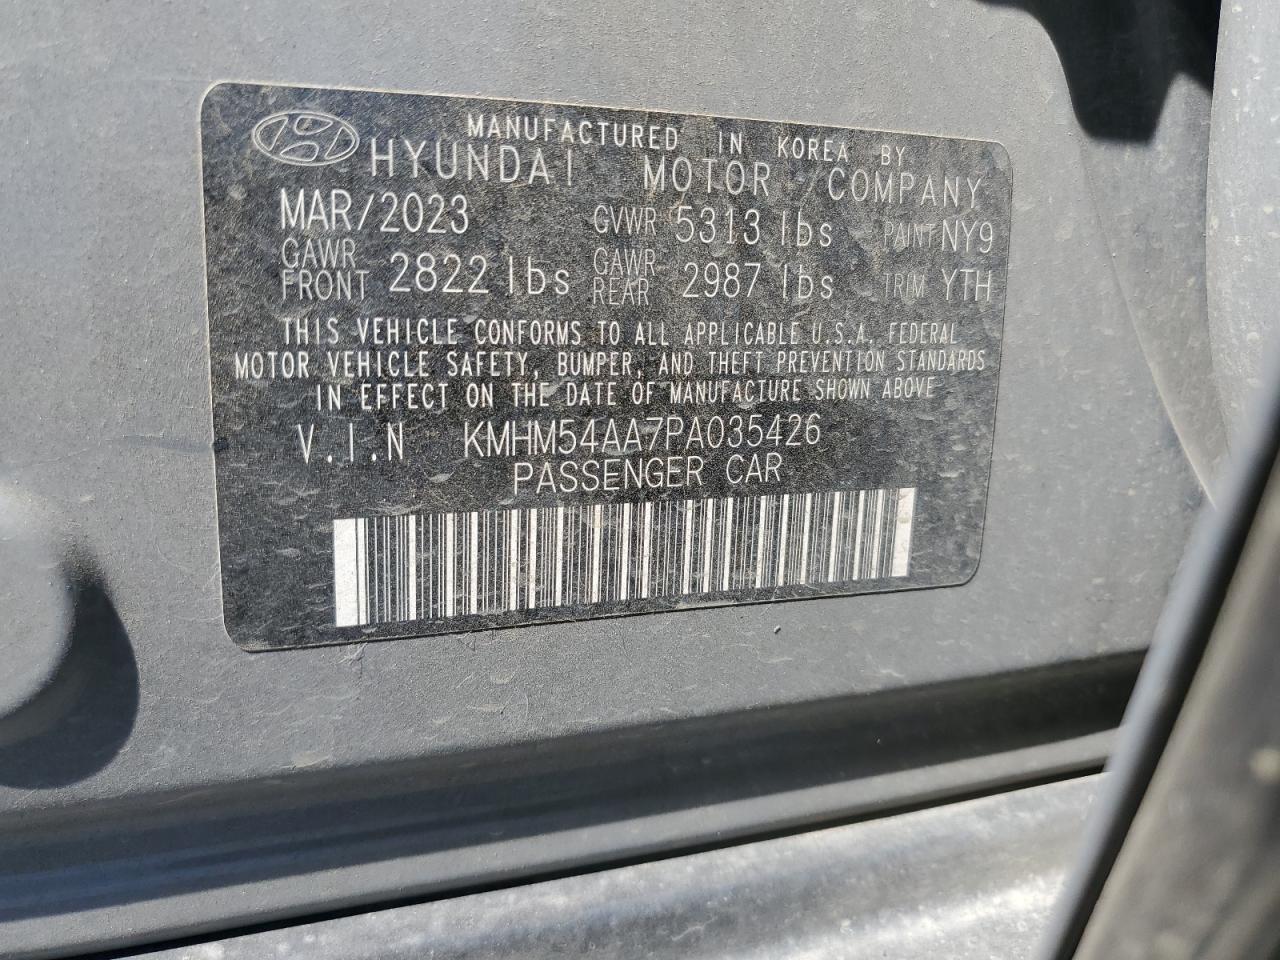 MANUFACTURED IN KOREA BY
HYUNDAI MOTOR COMPANY
MAR/2023 GVWR 5313 lbs PAINT NY9
GAWR FRONT 2822 lbs GAWR REAR 2987 lbs TRIM YTH
THIS VEHICLE CONFORMS TO ALL APPLICABLE U.S.A. FEDERAL
MOTOR VEHICLE SAFETY, BUMPER, AND THEFT PREVENTION STANDARDS
IN EFFECT ON THE DATE OF MANUFACTURE SHOWN ABOVE
V.I.N KMHM54AA7PA035426
PASSENGER CAR